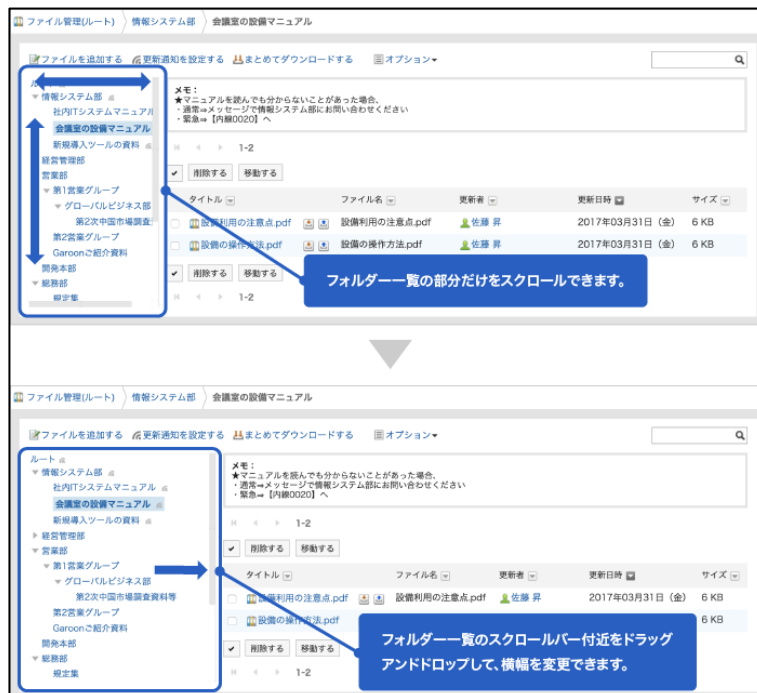 ファイル管理(ルート) 情報システム部 会議室の設備マニュアル
ファイルを追加する 更新通知を設定する まとめてダウンロードする オプション
ルート
情報システム部
社内ITシステムマニュアル
会議室の設備マニュアル
新規導入ツールの資料
経営管理部
営業部
第1営業グループ
グローバルビジネス部
第2次中国市場調査
第2営業グループ
Garoonご紹介資料
開発本部
総務部
規定集
メモ：
★マニュアルを読んでも分からないことがあった場合、
・通常⇒メッセージで情報システム部にお問い合わせください
・緊急⇒【内線0020】へ
1-2
削除する 移動する
タイトル ファイル名 更新者 更新日時 サイズ
設備利用の注意点.pdf 設備利用の注意点.pdf 佐藤 昇 2017年03月31日（金） 6 KB
設備の操作方法.pdf 設備の操作方法.pdf 佐藤 昇 2017年03月31日（金） 6 KB
削除する 移動する
1-2
フォルダー一覧の部分だけをスクロールできます。
ファイル管理(ルート) 情報システム部 会議室の設備マニュアル
ファイルを追加する 更新通知を設定する まとめてダウンロードする オプション
ルート
情報システム部
社内ITシステムマニュアル
会議室の設備マニュアル
新規導入ツールの資料
経営管理部
営業部
第1営業グループ
グローバルビジネス部
第2次中国市場調査資料等
第2営業グループ
Garoonご紹介資料
開発本部
総務部
規定集
メモ：
★マニュアルを読んでも分からないことがあった場合、
・通常⇒メッセージで情報システム部にお問い合わせください
・緊急⇒【内線0020】へ
1-2
削除する 移動する
タイトル ファイル名 更新者 更新日時 サイズ
設備利用の注意点.pdf 設備利用の注意点.pdf 佐藤 昇 2017年03月31日（金） 6 KB
設備の操作方法.pdf 6 KB
削除する 移動する
1-2
フォルダー一覧のスクロールバー付近をドラッグ
アンドドロップして、横幅を変更できます。